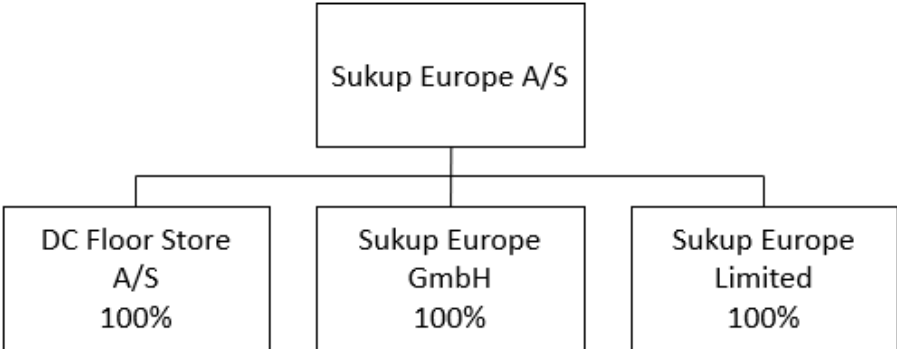 Sukup Europe A/S
DC Floor Store
A/S
100%
Sukup Europe
GmbH
100%
Sukup Europe
Limited
100%